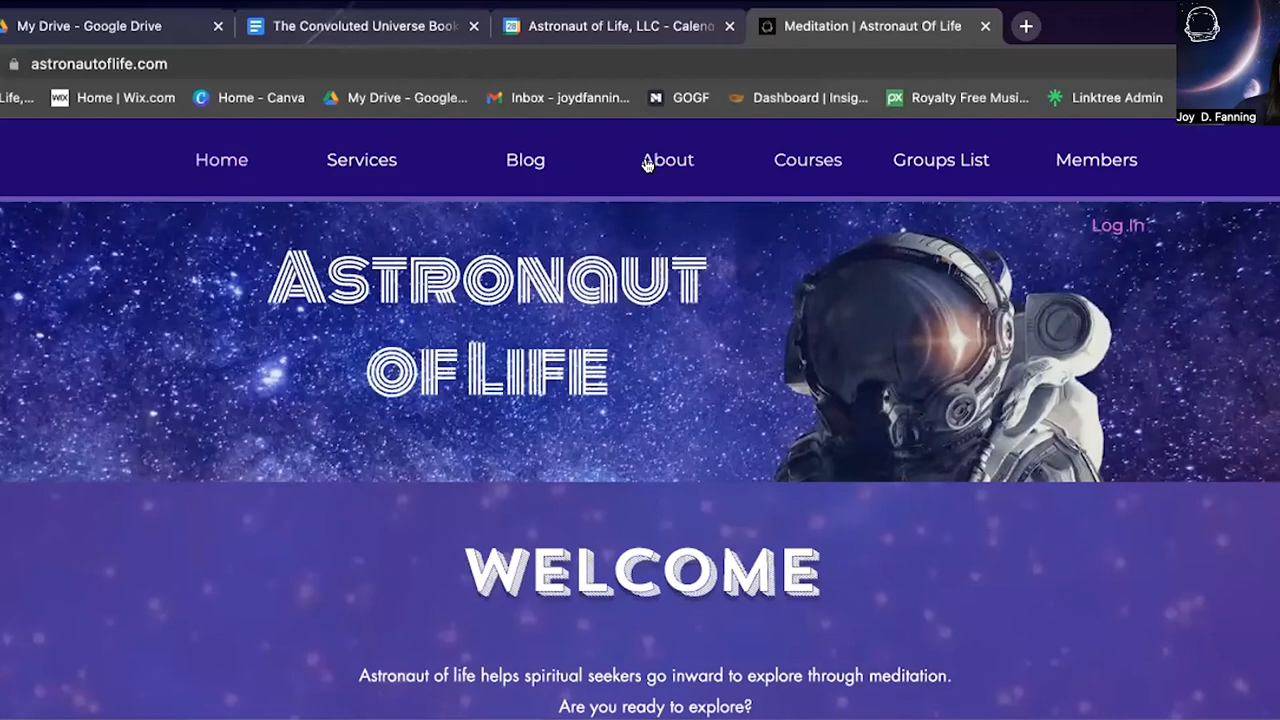 My Drive - Google Drive
The Convoluted Universe Book
Astronaut of Life, LLC - Calend
Meditation | Astronaut Of Life
astronautoflife.com
Life,...
Home | Wix.com
Home - Canva
My Drive - Google...
Inbox - joydfannin...
GOGF
Dashboard | Insig...
Royalty Free Musi...
Linktree Admin
Joy D. Fanning
Home
Services
Blog
About
Courses
Groups List
Members
Log In
ASTRONAUT
OF LIFE
WELCOME
Astronaut of life helps spiritual seekers go inward to explore through meditation.
Are you ready to explore?